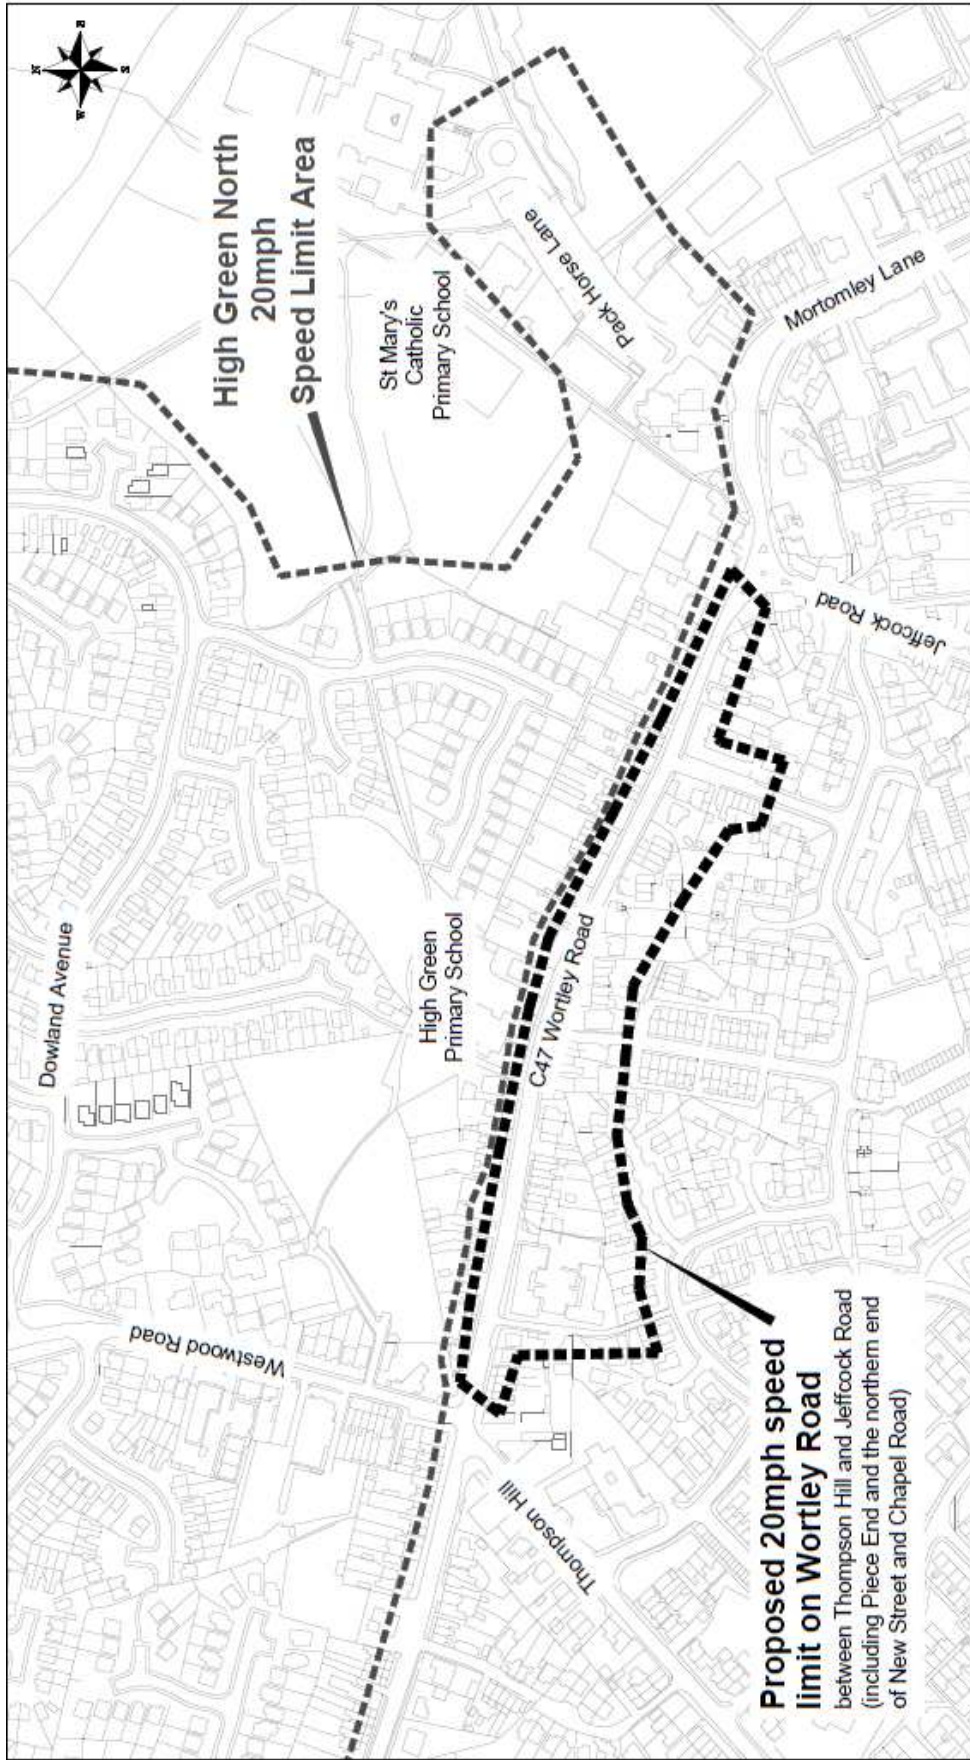 N
E
S
W
High Green North
20mph
Speed Limit Area
St Mary's
Catholic
Primary School
Pack Horse Lane
Mortomley Lane
Jeffcock Road
Dowland Avenue
High Green
Primary School
C47 Wortley Road
Westwood Road
Thompson Hill
Proposed 20mph speed
limit on Wortley Road
between Thompson Hill and Jeffcock Road
(including Piece End and the northern end
of New Street and Chapel Road)